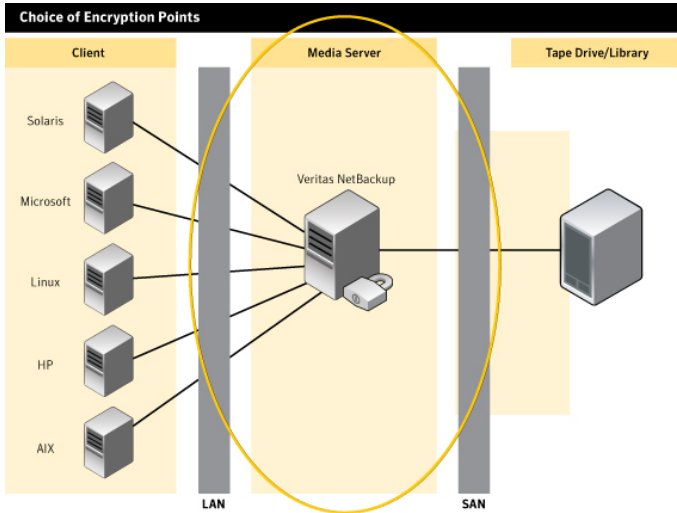 Choice of Encryption Points
Client
Media Server
Tape Drive/Library
Solaris
Microsoft
Linux
HP
AIX
Veritas NetBackup
LAN
SAN